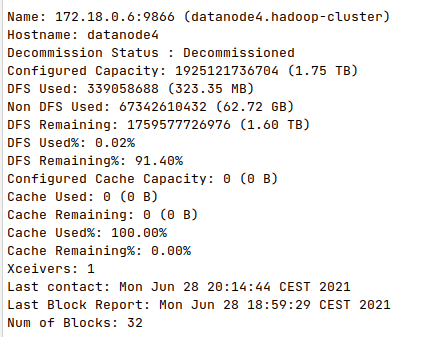 Name: 172.18.0.6:9866 (datanode4.hadoop-cluster)
Hostname: datanode4
Decommission Status : Decommissioned
Configured Capacity: 1925121736704 (1.75 TB)
DFS Used: 339058688 (323.35 MB)
Non DFS Used: 67342610432 (62.72 GB)
DFS Remaining: 1759577726976 (1.60 TB)
DFS Used%: 0.02%
DFS Remaining%: 91.40%
Configured Cache Capacity: 0 (0 B)
Cache Used: 0 (0 B)
Cache Remaining: 0 (0 B)
Cache Used%: 100.00%
Cache Remaining%: 0.00%
Xceivers: 1
Last contact: Mon Jun 28 20:14:44 CEST 2021
Last Block Report: Mon Jun 28 18:59:29 CEST 2021
Num of Blocks: 32